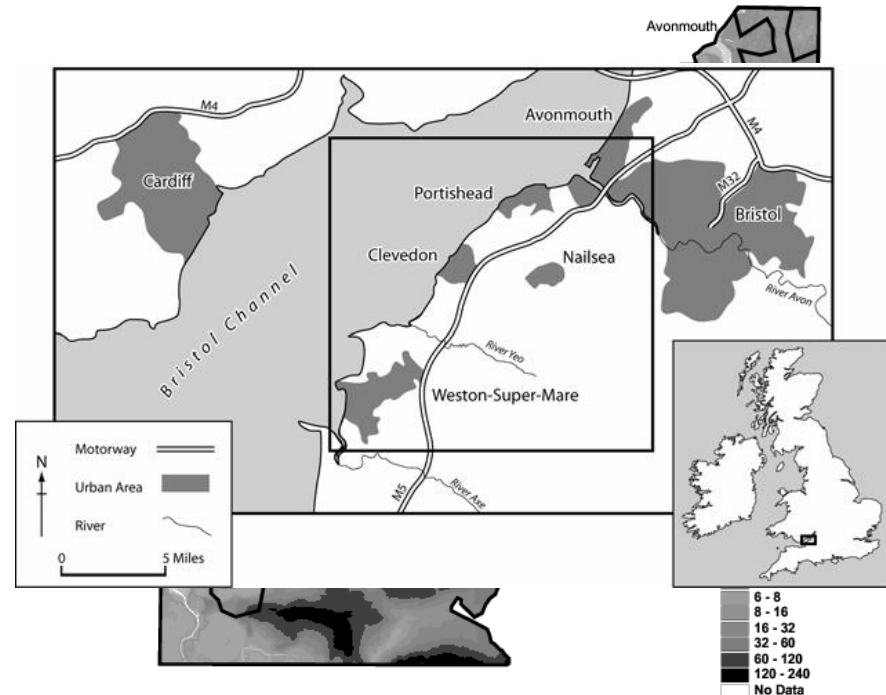 Avonmouth
M4
Avonmouth
M4
Cardiff
M32
Portishead
Bristol
Clevedon
Nailsea
River Avon
Bristol Channel
River Yeo
Weston-Super-Mare
Motorway
N
Urban Area
M5
River Axe
River
0 5 Miles
6 - 8
8 - 16
16 - 32
32 - 60
60 - 120
120 - 240
No Data